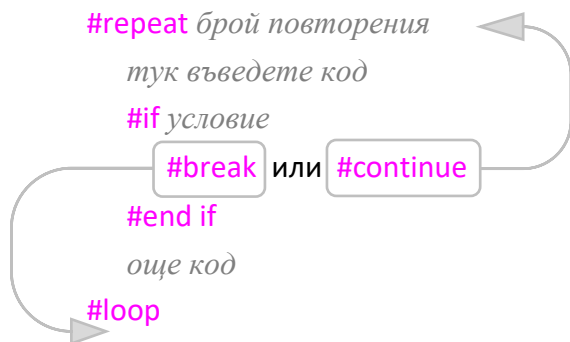 #repeat брой повторения
тук въведете код
#if условие
#break или #continue
#end if
още код
#loop